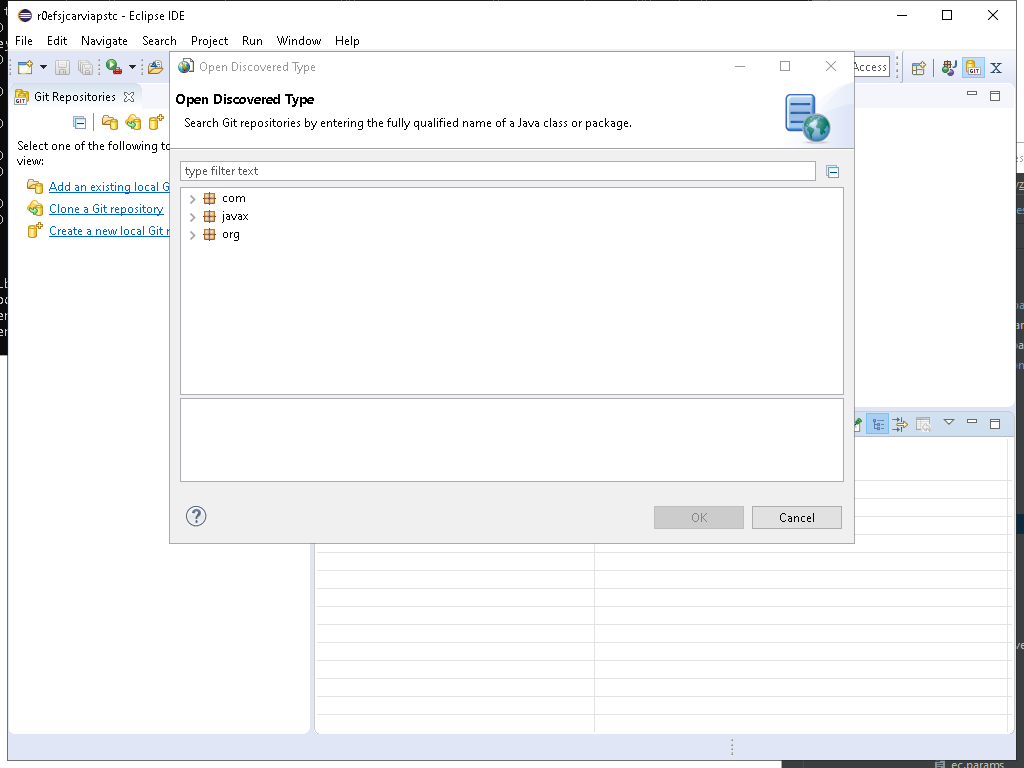 r0efsjcarviapstc - Eclipse IDE
File Edit Navigate Search Project Run Window Help
Open Discovered Type
Access
Git Repositories
Open Discovered Type
Search Git repositories by entering the fully qualified name of a Java class or package.
Select one of the following to
view:
type filter text
Add an existing local G
com
Clone a Git repository
javax
Create a new local Git r
org
OK
Cancel
ec.params